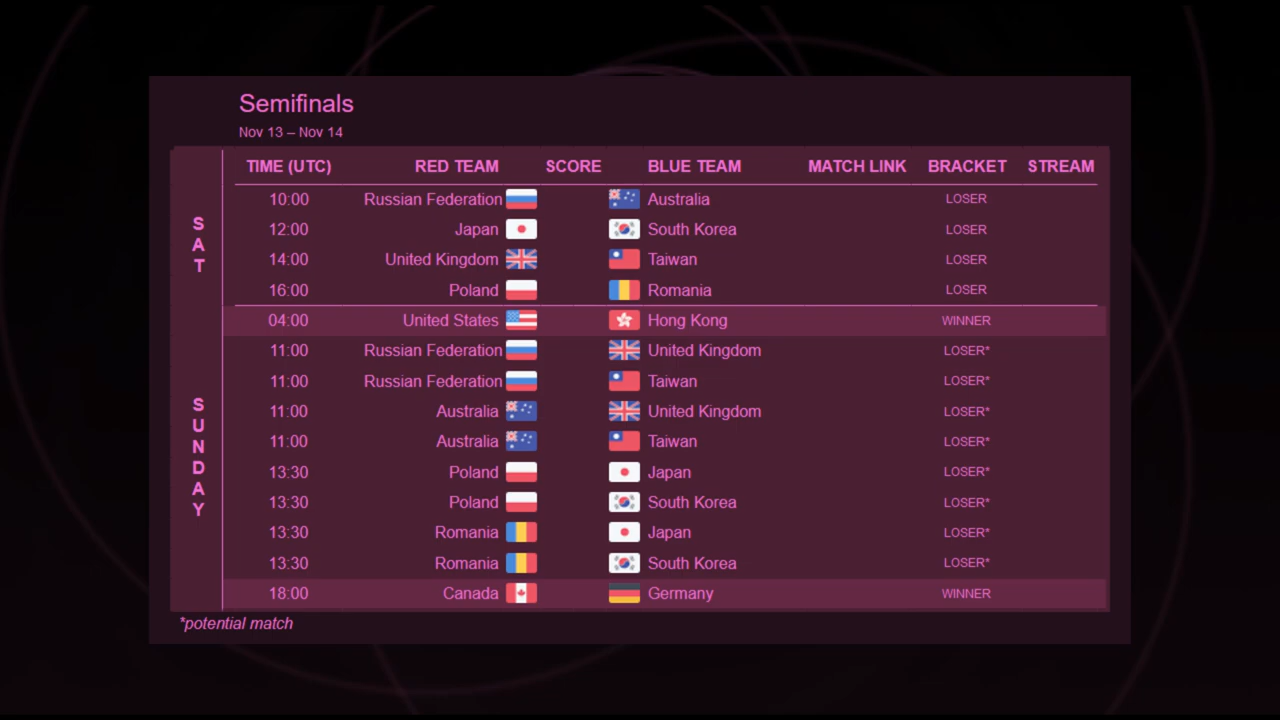 Semifinals
Nov 13 – Nov 14
TIME (UTC) RED TEAM SCORE BLUE TEAM MATCH LINK BRACKET STREAM
SAT
10:00 Russian Federation Australia LOSER
12:00 Japan South Korea LOSER
14:00 United Kingdom Taiwan LOSER
16:00 Poland Romania LOSER
SUNDAY
04:00 United States Hong Kong WINNER
11:00 Russian Federation United Kingdom LOSER*
11:00 Russian Federation Taiwan LOSER*
11:00 Australia United Kingdom LOSER*
11:00 Australia Taiwan LOSER*
13:30 Poland Japan LOSER*
13:30 Poland South Korea LOSER*
13:30 Romania Japan LOSER*
13:30 Romania South Korea LOSER*
18:00 Canada Germany WINNER
*potential match